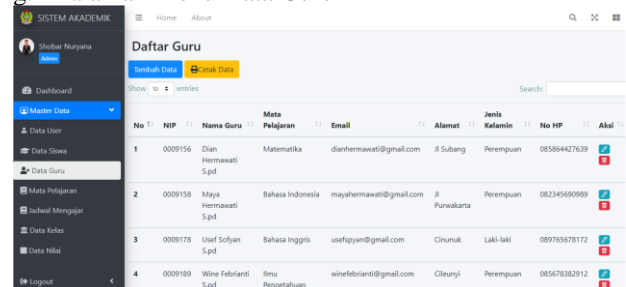 SISTEM AKADEMIK
Home About
Shobar Nuryana
Admin
Dashboard
Master Data
Data User
Data Siswa
Data Guru
Mata Pelajaran
Jadwal Mengajar
Data Kelas
Data Nilai
Logout
Daftar Guru
Tambah Data Cetak Data
Show 10 entries Search:
No NIP Nama Guru Mata Pelajaran Email Alamat Jenis Kelamin No HP Aksi
1 0009156 Dian Hermawati S.pd Matematika dianhermawati@gmail.com Jl Subang Perempuan 085864427639
2 0009158 Maya Hermawati S.pd Bahasa Indonesia mayahermawati@gmail.com Jl Purwakarta Perempuan 082345690989
3 0009178 Usef Sofyan S.pd Bahasa Inggris usefspyan@gmail.com Cinunuk Laki-laki 089765678172
4 0009189 Wine Febrianti S.pd Ilmu Pengetahuan winefebrianti@gmail.com Cileunyi Perempuan 085678382912